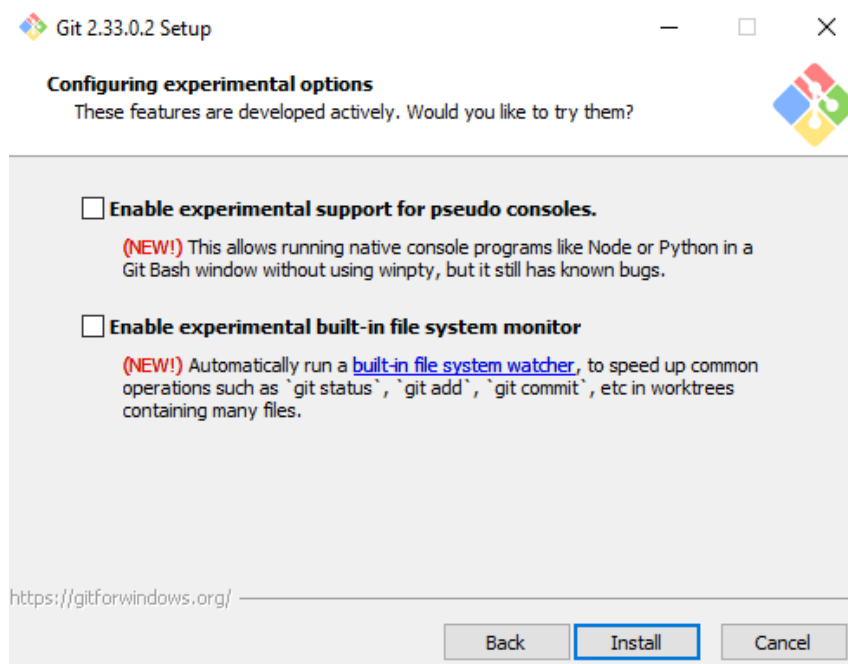 Git 2.33.0.2 Setup
Configuring experimental options
These features are developed actively. Would you like to try them?
Enable experimental support for pseudo consoles.
(NEW!) This allows running native console programs like Node or Python in a
Git Bash window without using winpty, but it still has known bugs.
Enable experimental built-in file system monitor
(NEW!) Automatically run a built-in file system watcher, to speed up common
operations such as `git status`, `git add`, `git commit`, etc in worktrees
containing many files.
https://gitforwindows.org/
Back Install Cancel